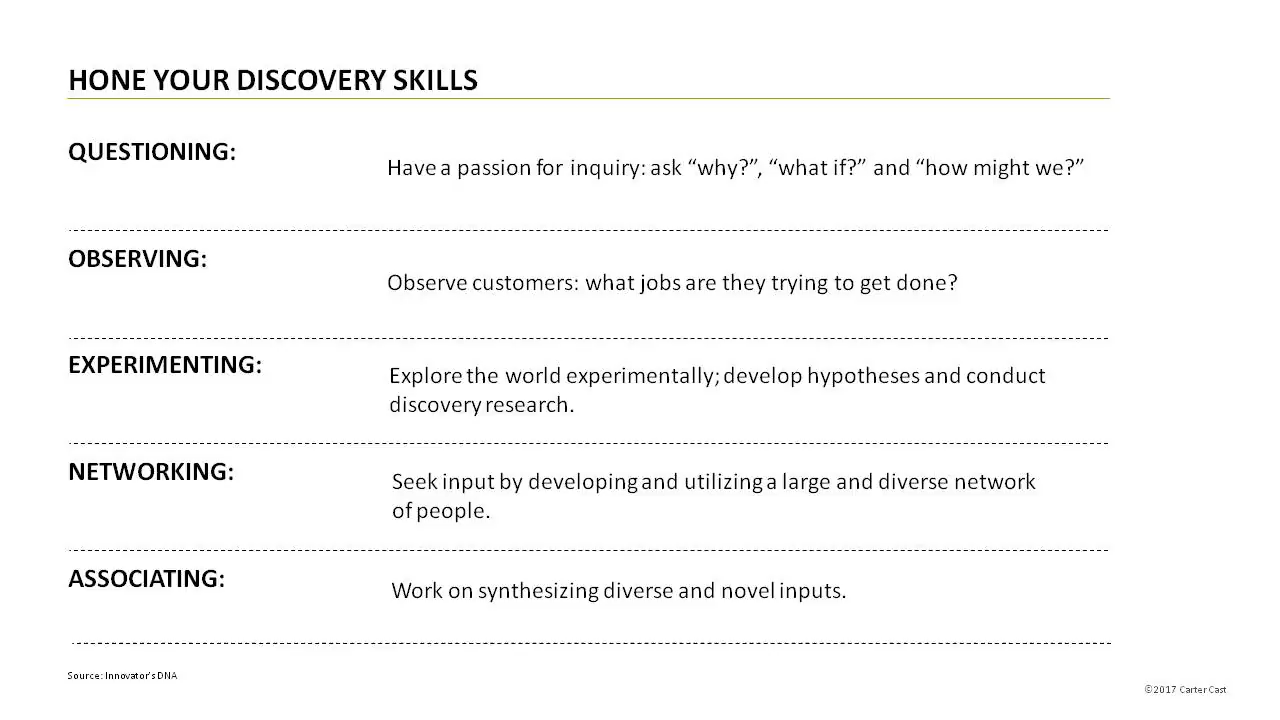 HONE YOUR DISCOVERY SKILLS
QUESTIONING:
Have a passion for inquiry: ask “why?”, “what if?” and “how might we?”
OBSERVING:
Observe customers: what jobs are they trying to get done?
EXPERIMENTING:
Explore the world experimentally; develop hypotheses and conduct
discovery research.
NETWORKING:
Seek input by developing and utilizing a large and diverse network
of people.
ASSOCIATING:
Work on synthesizing diverse and novel inputs.
Source: Innovator's DNA
©2017 Carter Cast